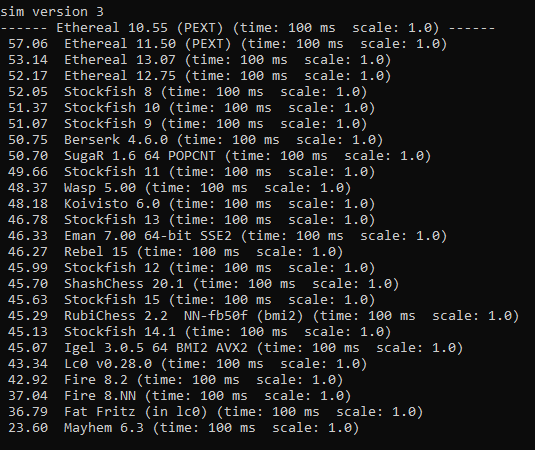 sim version 3
------ Ethereal 10.55 (PEXT) (time: 100 ms  scale: 1.0) ------
57.06  Ethereal 11.50 (PEXT) (time: 100 ms  scale: 1.0)
53.14  Ethereal 13.07 (time: 100 ms  scale: 1.0)
52.17  Ethereal 12.75 (time: 100 ms  scale: 1.0)
52.05  Stockfish 8 (time: 100 ms  scale: 1.0)
51.37  Stockfish 10 (time: 100 ms  scale: 1.0)
51.07  Stockfish 9 (time: 100 ms  scale: 1.0)
50.75  Berserk 4.6.0 (time: 100 ms  scale: 1.0)
50.70  SugaR 1.6 64 POPCNT (time: 100 ms  scale: 1.0)
49.66  Stockfish 11 (time: 100 ms  scale: 1.0)
48.37  Wasp 5.00 (time: 100 ms  scale: 1.0)
48.18  Koivisto 6.0 (time: 100 ms  scale: 1.0)
46.78  Stockfish 13 (time: 100 ms  scale: 1.0)
46.33  Eman 7.00 64-bit SSE2 (time: 100 ms  scale: 1.0)
46.27  Rebel 15 (time: 100 ms  scale: 1.0)
45.99  Stockfish 12 (time: 100 ms  scale: 1.0)
45.70  ShashChess 20.1 (time: 100 ms  scale: 1.0)
45.63  Stockfish 15 (time: 100 ms  scale: 1.0)
45.29  RubiChess 2.2  NN-fb50f (bmi2) (time: 100 ms  scale: 1.0)
45.13  Stockfish 14.1 (time: 100 ms  scale: 1.0)
45.07  Igel 3.0.5 64 BMI2 AVX2 (time: 100 ms  scale: 1.0)
43.34  Lc0 v0.28.0 (time: 100 ms  scale: 1.0)
42.92  Fire 8.2 (time: 100 ms  scale: 1.0)
37.04  Fire 8.NN (time: 100 ms  scale: 1.0)
36.79  Fat Fritz (in lc0) (time: 100 ms  scale: 1.0)
23.60  Mayhem 6.3 (time: 100 ms  scale: 1.0)